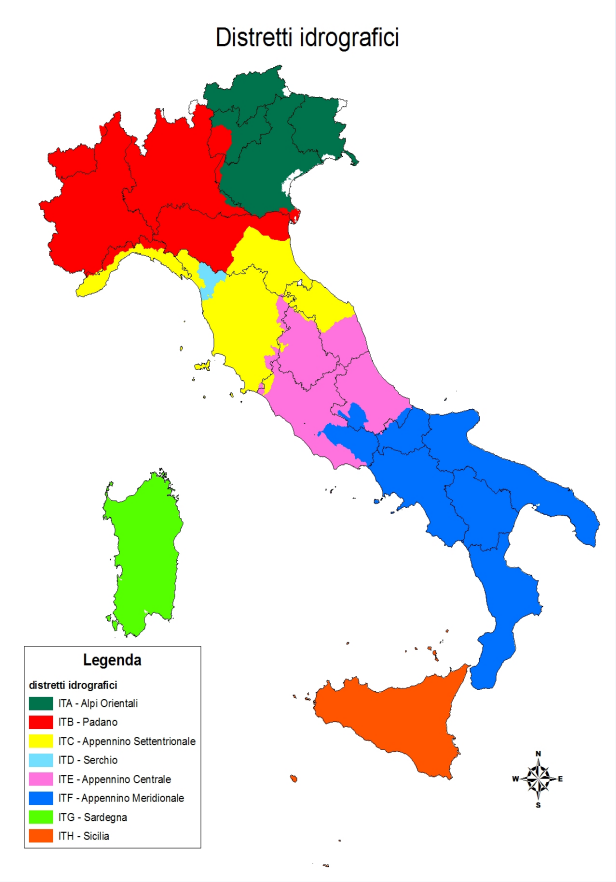 Distretti idrografici
Legenda
distretti idrografici
ITA - Alpi Orientali
ITB - Padano
ITC - Appennino Settentrionale
ITD - Serchio
ITE - Appennino Centrale
ITF - Appennino Meridionale
ITG - Sardegna
ITH - Sicilia
N
W E
S